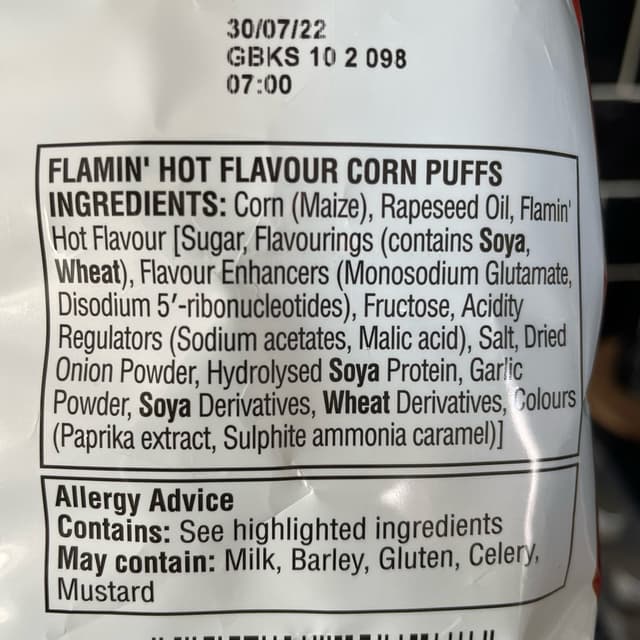 30/07/22
GBKS 10 2 098
07:00
FLAMIN' HOT FLAVOUR CORN PUFFS
INGREDIENTS: Corn (Maize), Rapeseed Oil, Flamin'
Hot Flavour [Sugar, Flavourings (contains Soya,
Wheat), Flavour Enhancers (Monosodium Glutamate,
Disodium 5′-ribonucleotides), Fructose, Acidity
Regulators (Sodium acetates, Malic acid), Salt, Dried
Onion Powder, Hydrolysed Soya Protein, Garlic
Powder, Soya Derivatives, Wheat Derivatives, Colours
(Paprika extract, Sulphite ammonia caramel)]
Allergy Advice
Contains: See highlighted ingredients
May contain: Milk, Barley, Gluten, Celery,
Mustard